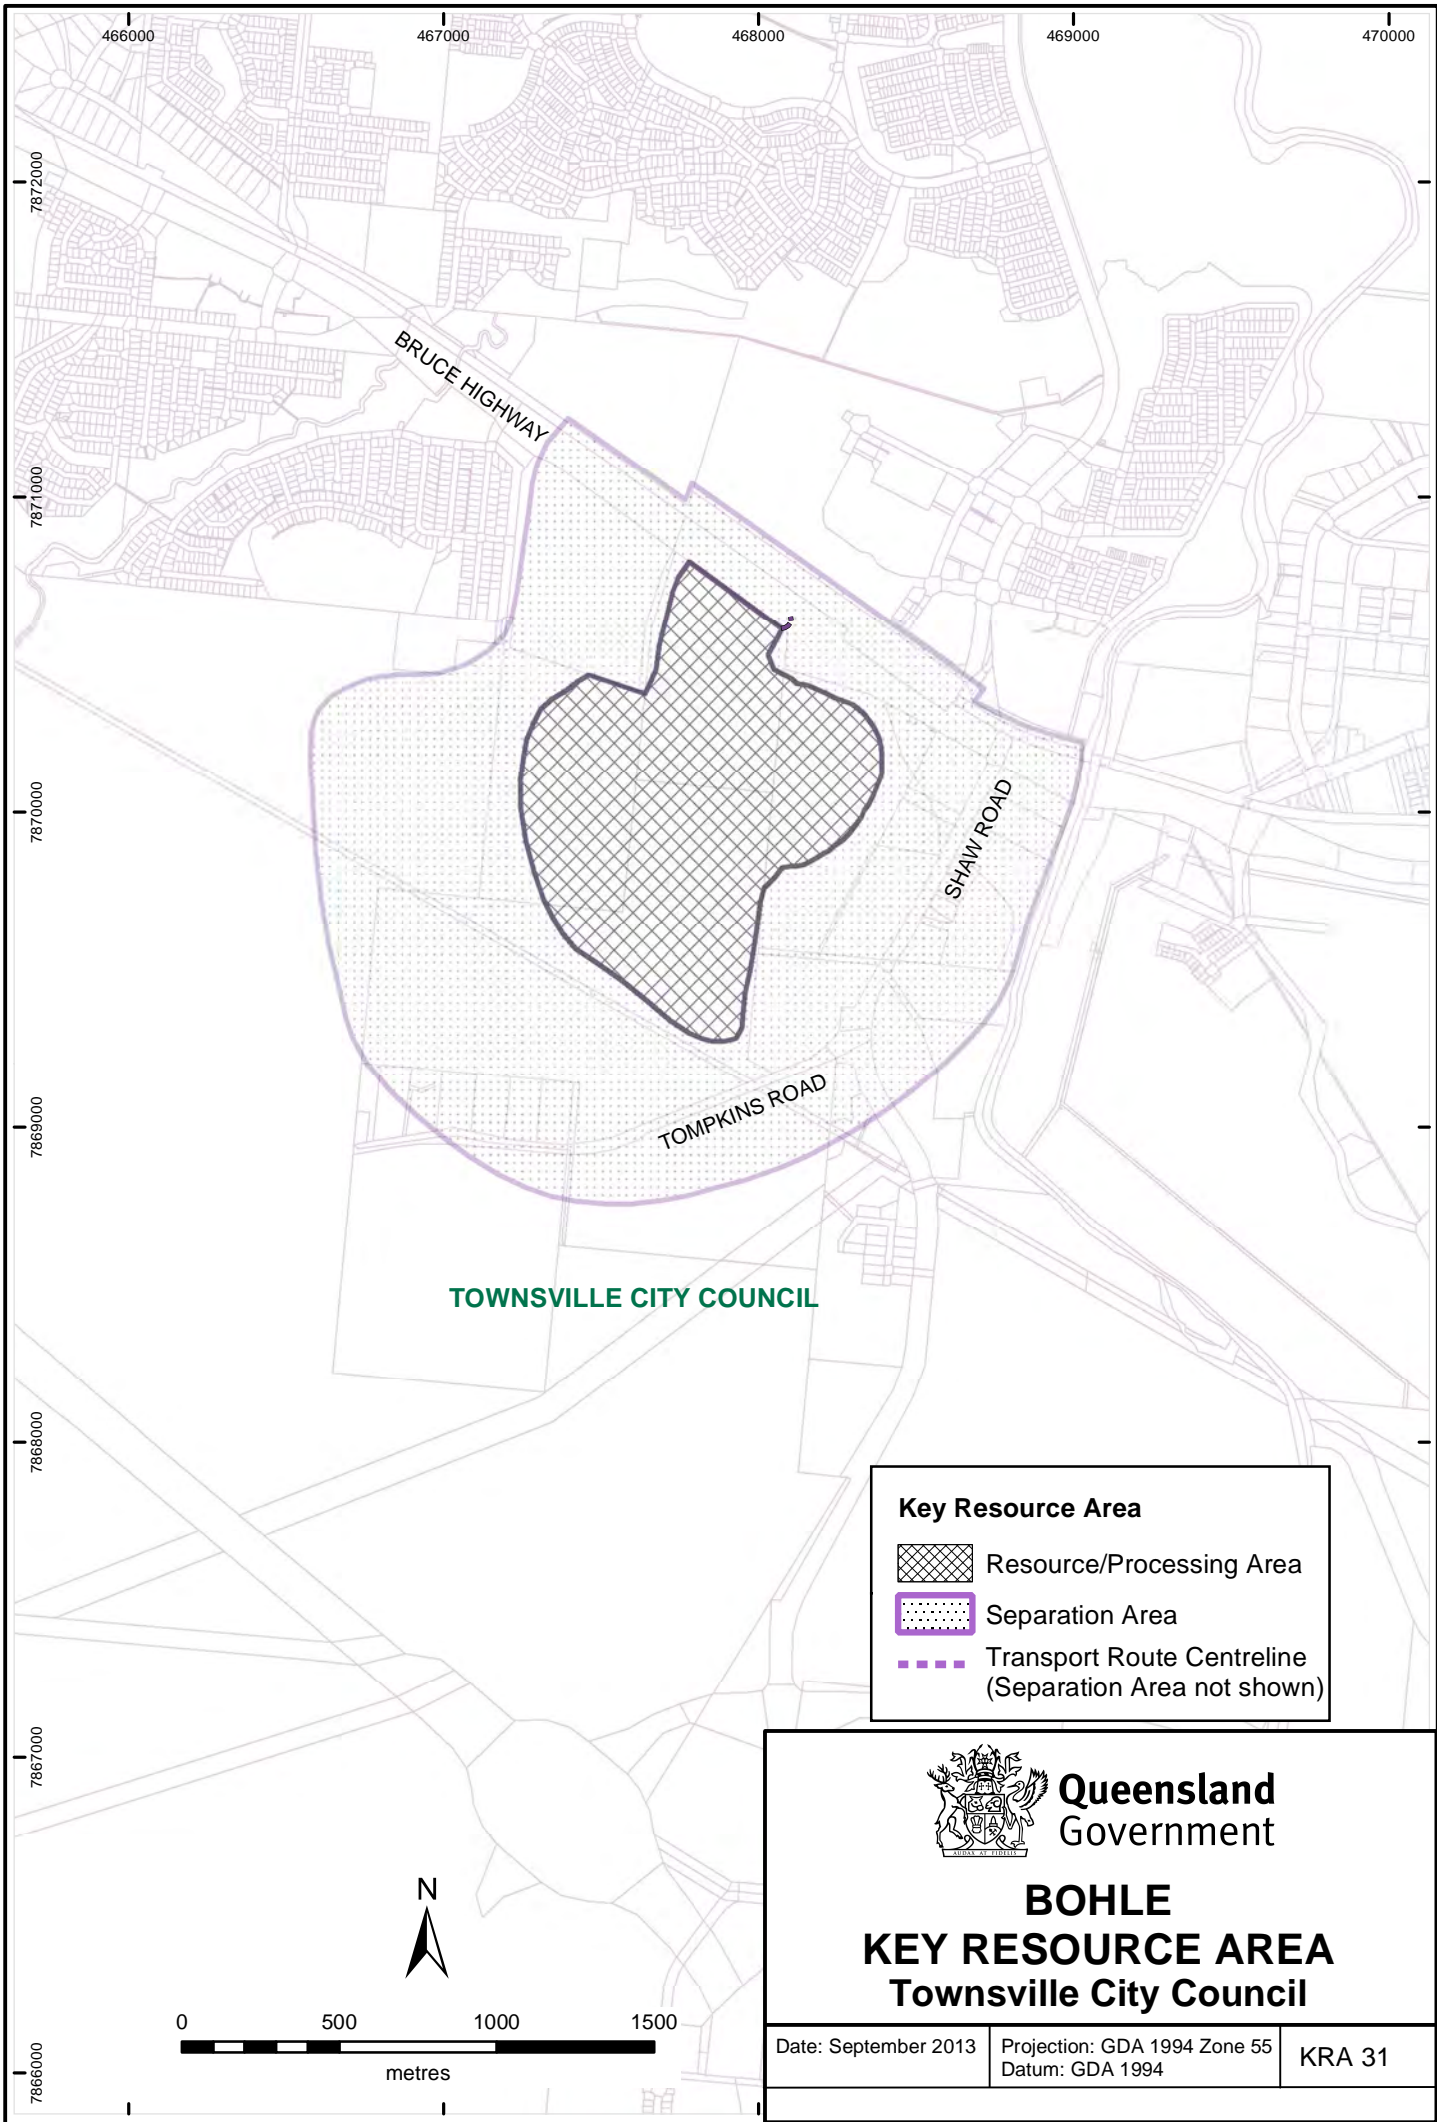 466000
467000
468000
469000
470000
7872000
7871000
7870000
7869000
7868000
7867000
7866000
BRUCE HIGHWAY
SHAW ROAD
TOMPKINS ROAD
TOWNSVILLE CITY COUNCIL
Key Resource Area
Resource/Processing Area
Separation Area
Transport Route Centreline
(Separation Area not shown)
AUDAX AT FIDELIS
Queensland
Government
BOHLE
KEY RESOURCE AREA
Townsville City Council
Date: September 2013
Projection: GDA 1994 Zone 55
Datum: GDA 1994
KRA 31
N
0 500 1000 1500
metres